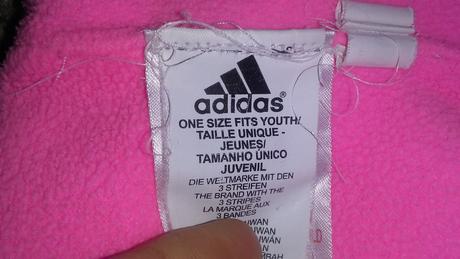 adidas®
ONE SIZE FITS YOUTH/
TAILLE UNIQUE -
JEUNES/
TAMANHO ÚNICO
JUVENIL
DIE WELTMARKE MIT DEN
3 STREIFEN
THE BRAND WITH THE
3 STRIPES
LA MARQUE AUX
3 BANDES